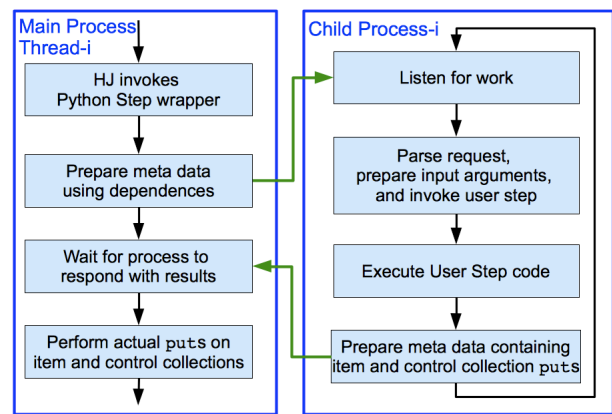 Main Process
Thread-i
HJ invokes
Python Step wrapper
Prepare meta data
using dependences
Wait for process to
respond with results
Perform actual puts on
item and control collections
Child Process-i
Listen for work
Parse request,
prepare input arguments,
and invoke user step
Execute User Step code
Prepare meta data containing
item and control collection puts